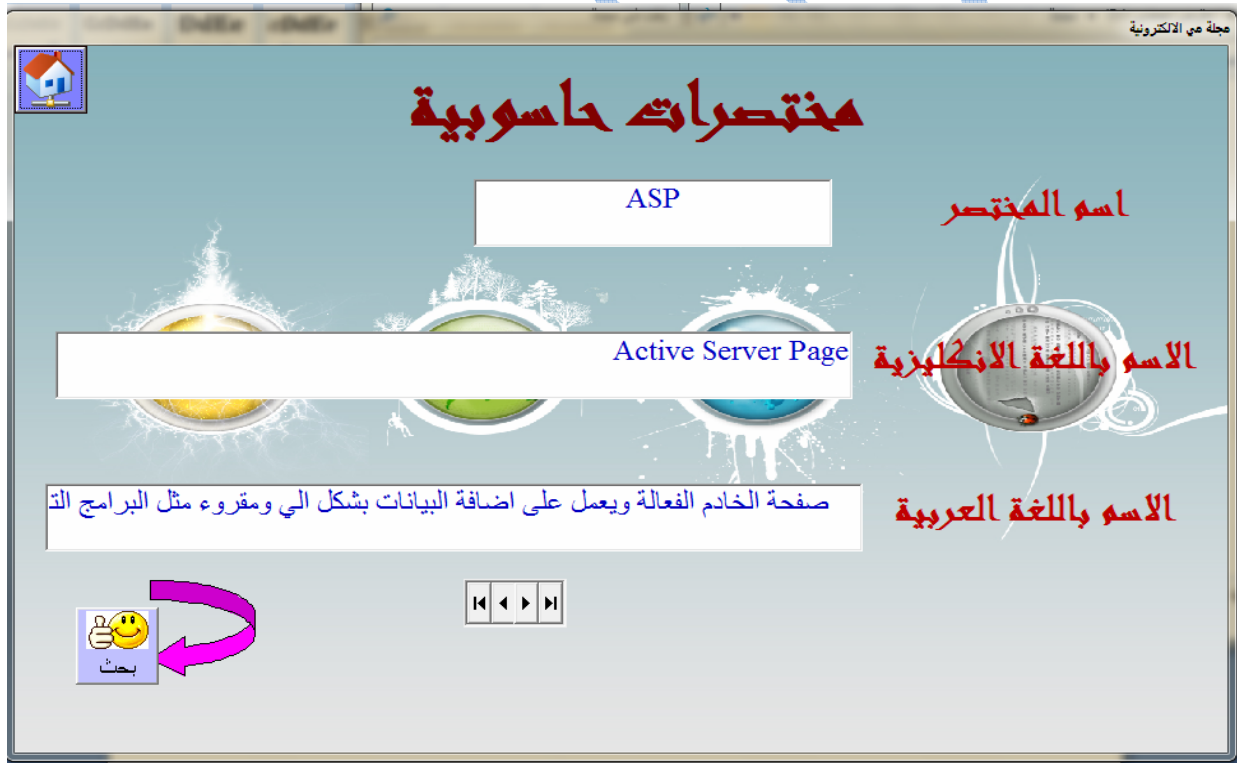 مجلة مي الالكترونية
مختصرات حاسوبية
اسم المختصر
ASP
الاسم باللغة الانكليزية
Active Server Page
الاسم باللغة العربية
صفحة الخادم الفعالة ويعمل على اضافة البيانات بشكل الي ومقروء مثل البرامج الت
بحث